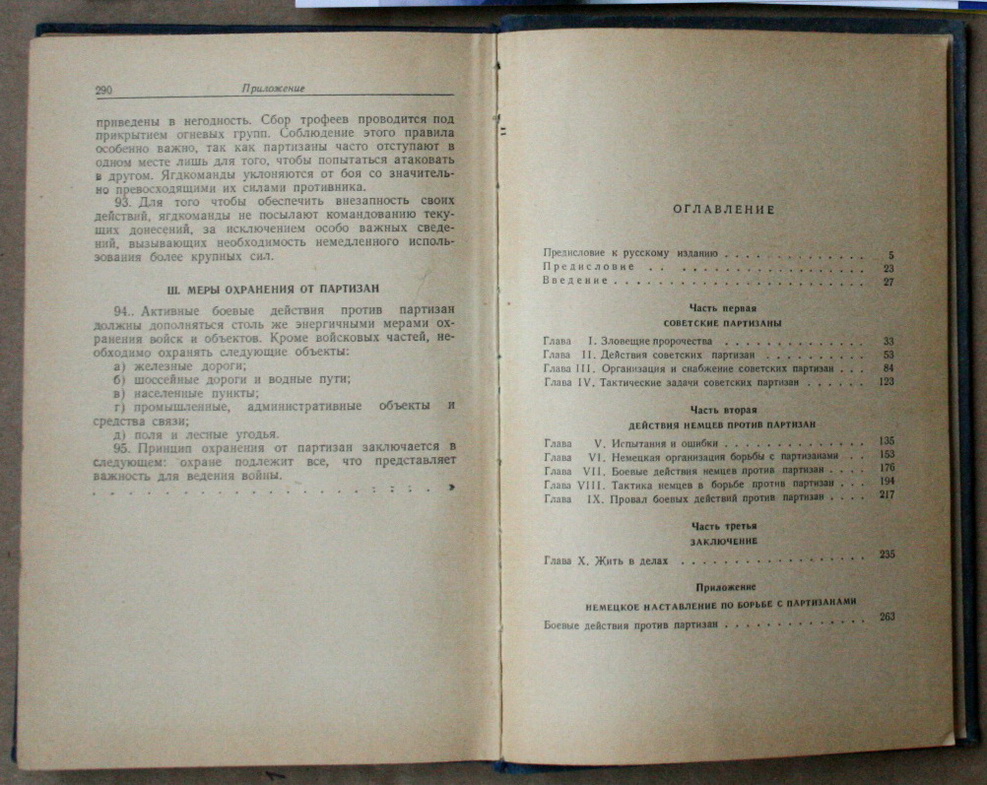 290
Приложение
приведены в негодность. Сбор трофеев проводится под
прикрытием огневых групп. Соблюдение этого правила
особенно важно, так как партизаны часто отступают в
одном месте лишь для того, чтобы попытаться атаковать
в другом. Ягдкоманды уклоняются от боя со значитель-
но превосходящими их силами противника.
93. Для того чтобы обеспечить внезапность своих
действий, ягдкоманды не посылают командованию теку-
щих донесений, за исключением особо важных сведе-
ний, вызывающих необходимость немедленного исполь-
зования более крупных сил.
III. МЕРЫ ОХРАНЕНИЯ ОТ ПАРТИЗАН
94. Активные боевые действия против партизан
должны дополняться столь же энергичными мерами ох-
ранения войск и объектов. Кроме войсковых частей, не-
обходимо охранять следующие объекты:
а) железные дороги;
б) шоссейные дороги и водные пути;
в) населенные пункты;
г) промышленные, административные объекты и
средства связи;
д) поля и лесные угодья.
95. Принцип охранения от партизан заключается в
следующем: охране подлежит все, что представляет
важность для ведения войны.
. . . . . . . . . . . . . . . . . . . . »
ОГЛАВЛЕНИЕ
Предисловие к русскому изданию . . . . . . . . . . . 5
Предисловие . . . . . . . . . . . . . . . . 23
Введение . . . . . . . . . . . . . . . . . . . 27
Часть первая
СОВЕТСКИЕ ПАРТИЗАНЫ
Глава I. Зловещие пророчества . . . . . . . . . . . 33
Глава II. Действия советских партизан . . . . . . . . 53
Глава III. Организация и снабжение советских партизан . . . 84
Глава IV. Тактические задачи советских партизан . . . . . . 123
Часть вторая
ДЕЙСТВИЯ НЕМЦЕВ ПРОТИВ ПАРТИЗАН
Глава V. Испытания и ошибки . . . . . . . . . . . 135
Глава VI. Немецкая организация борьбы с партизанами . . 153
Глава VII. Боевые действия немцев против партизан . . . . 176
Глава VIII. Тактика немцев в борьбе против партизан . . . 194
Глава IX. Провал боевых действий против партизан . . . . 217
Часть третья
ЗАКЛЮЧЕНИЕ
Глава X. Жить в делах . . . . . . . . . . . . . . 235
Приложение
НЕМЕЦКОЕ НАСТАВЛЕНИЕ ПО БОРЬБЕ С ПАРТИЗАНАМИ
Боевые действия против партизан . . . . . . . . . . . 263